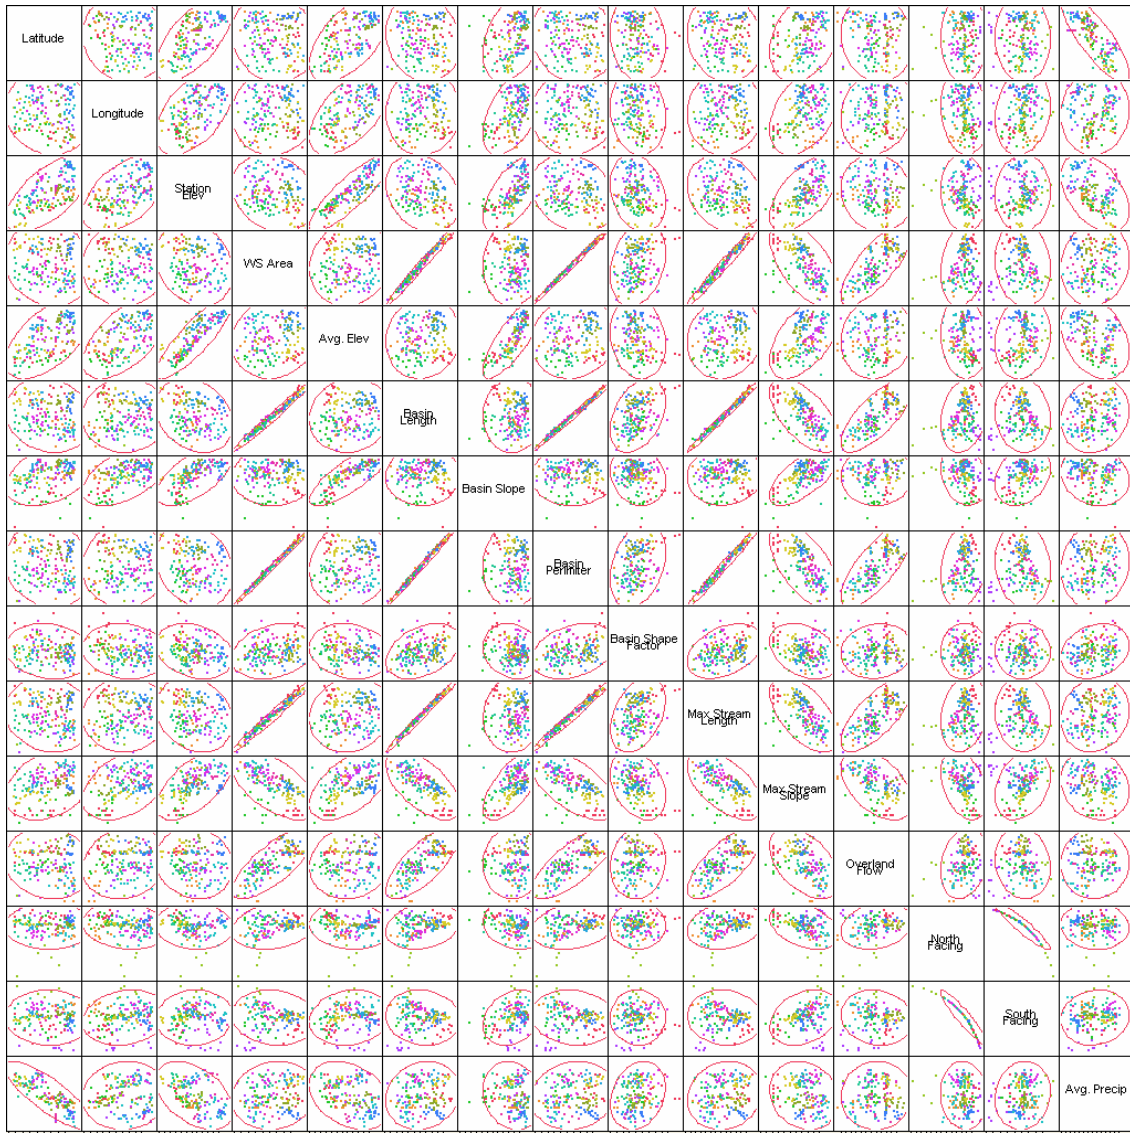 Latitude
Longitude
Station
Elev
WS Area
Avg. Elev
Basin
Length
Basin Slope
Basin
Perimiter
Basin Shape
Factor
Max Stream
Length
Max Stream
Slope
Overland
Flow
North
Facing
South
Facing
Avg. Precip